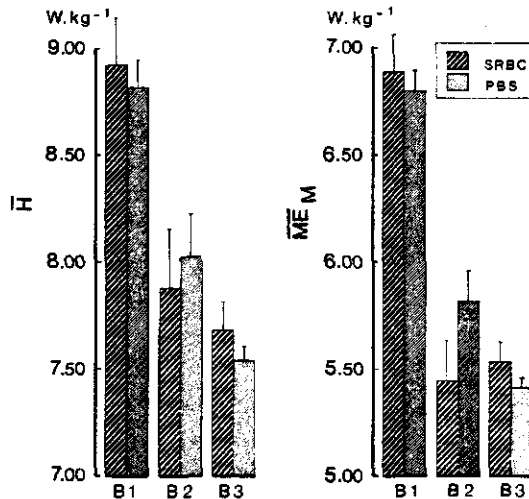 W.kg⁻¹
9.00
8.50
8.00
7.50
7.00
H̅
B1 B2 B3
W.kg⁻¹
7.00
6.50
6.00
5.50
5.00
M̅E̅ M
B1 B2 B3
SRBC
PBS